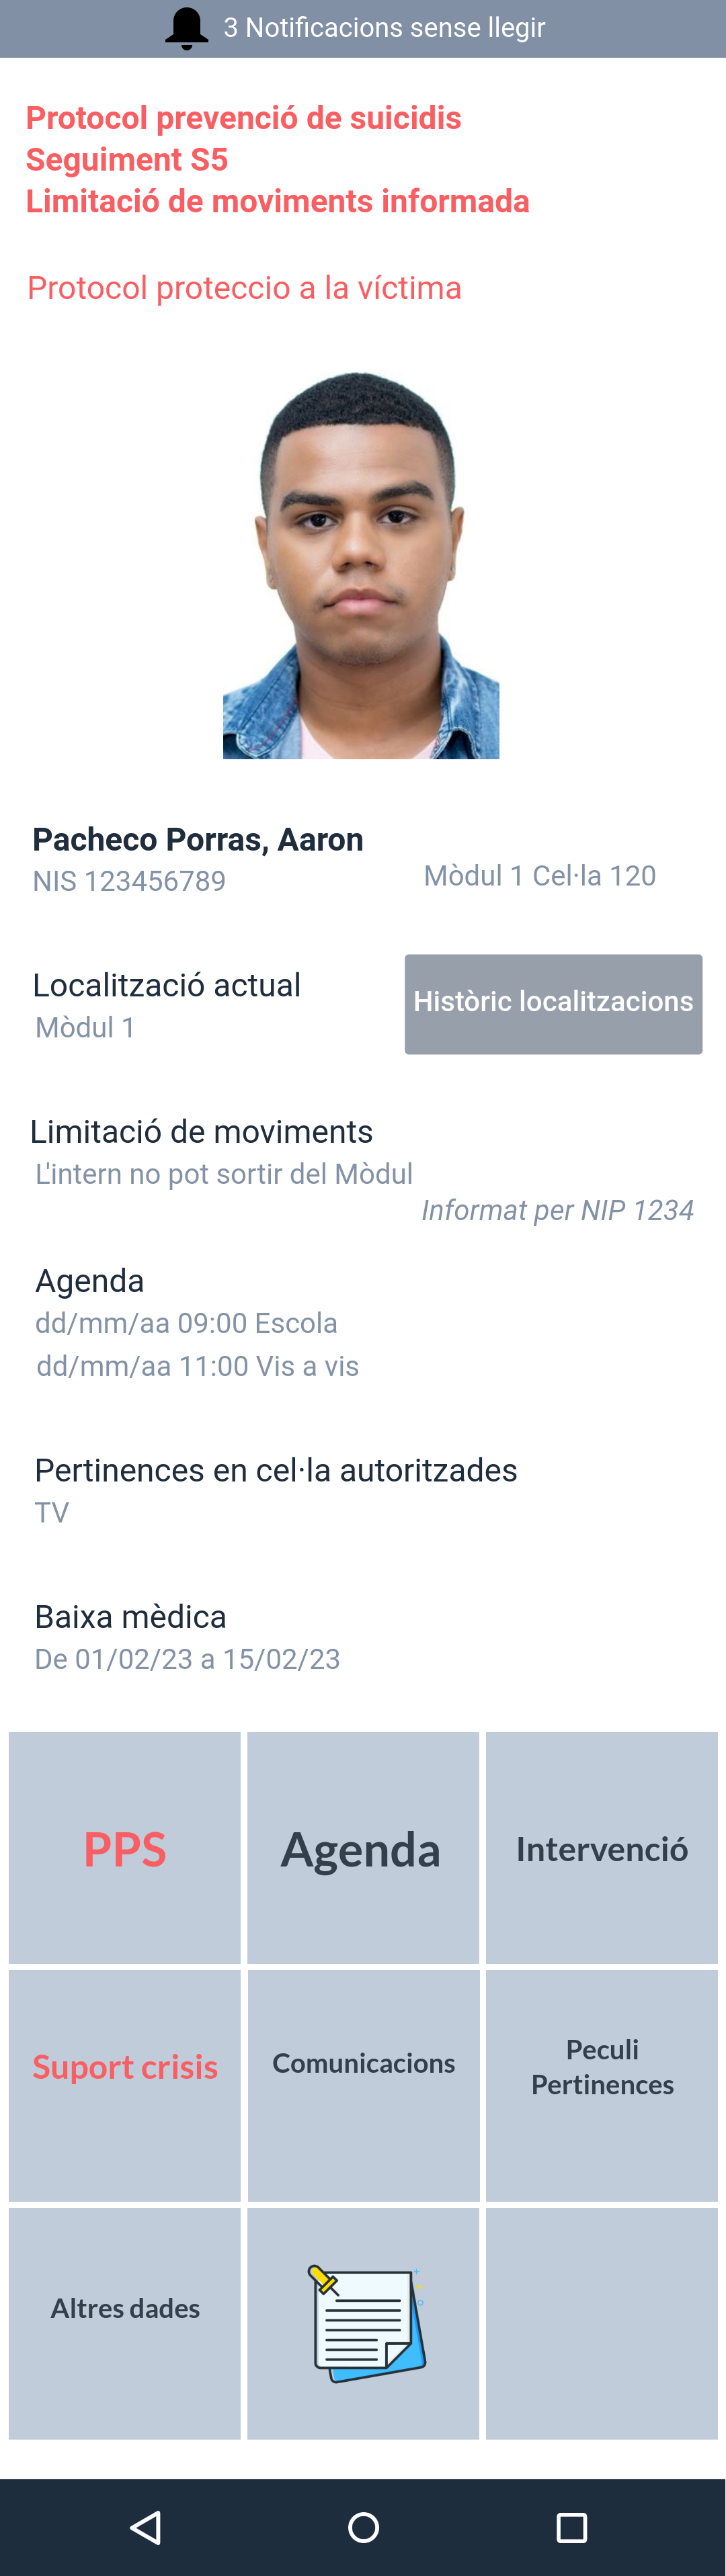 3 Notificacions sense llegir
Protocol prevenció de suicidis
Seguiment S5
Limitació de moviments informada
Protocol proteccio a la víctima
Pacheco Porras, Aaron
NIS 123456789
Mòdul 1 Cel·la 120
Localització actual
Mòdul 1
Històric localitzacions
Limitació de moviments
L'intern no pot sortir del Mòdul
Informat per NIP 1234
Agenda
dd/mm/aa 09:00 Escola
dd/mm/aa 11:00 Vis a vis
Pertinences en cel·la autoritzades
TV
Baixa mèdica
De 01/02/23 a 15/02/23
PPS
Agenda
Intervenció
Suport crisis
Comunicacions
Peculi
Pertinences
Altres dades